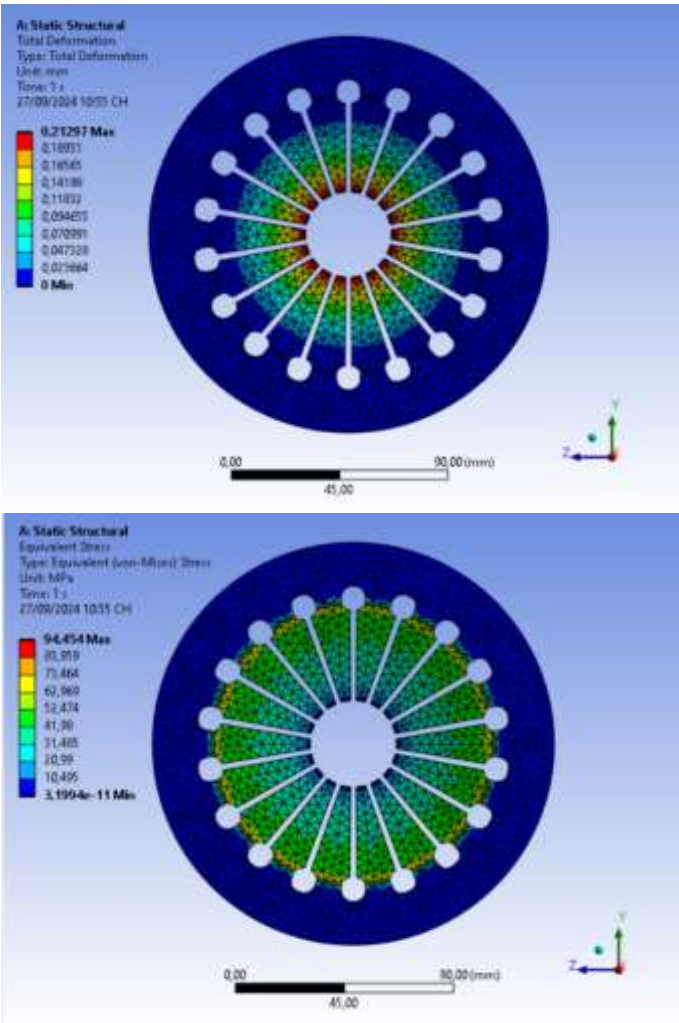 A: Static Structural
Total Deformation
Type: Total Deformation
Unit: mm
Time: 1 s
27/09/2024 10:55 CH
0,21297 Max
0,18931
0,16565
0,14198
0,11832
0,094655
0,070991
0,047328
0,023664
0 Min
Y
Z
0,00
90,00 (mm)
45,00
A: Static Structural
Equivalent Stress
Type: Equivalent (von-Mises) Stress
Unit: MPa
Time: 1 s
27/09/2024 10:55 CH
94,454 Max
83,959
73,464
62,969
52,474
41,98
31,485
20,99
10,495
3,1994e-11 Min
Y
Z
0,00
90,00 (mm)
45,00